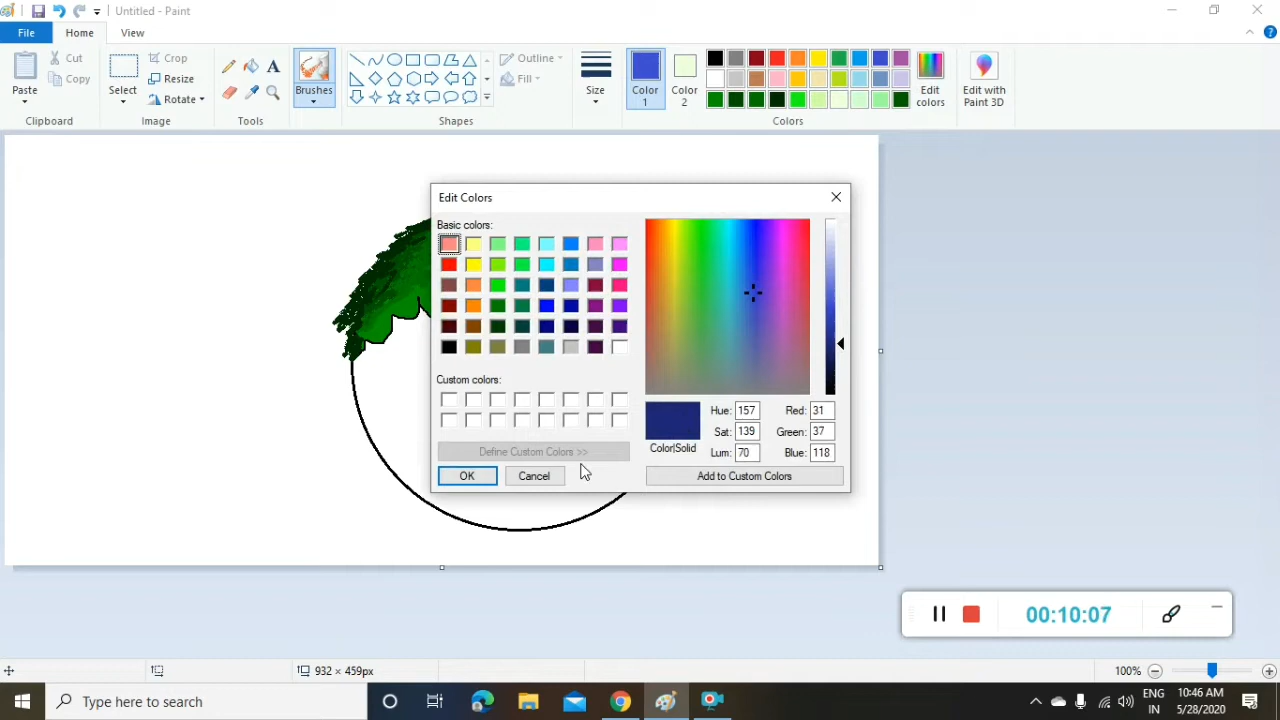 Untitled - Paint
File Home View
Paste
Cut
Copy
Clipboard
Select
Crop
Resize
Rotate
Image
A
Tools
Brushes
Outline
Fill
Shapes
Size
Color 1
Color 2
Edit colors
Colors
Edit with Paint 3D
Edit Colors
Basic colors:
Custom colors:
Define Custom Colors >>
OK Cancel
Color|Solid
Hue: 157 Red: 31
Sat: 139 Green: 37
Lum: 70 Blue: 118
Add to Custom Colors
00:10:07
932 × 459px 100%
Type here to search
ENG
IN
10:46 AM
5/28/2020